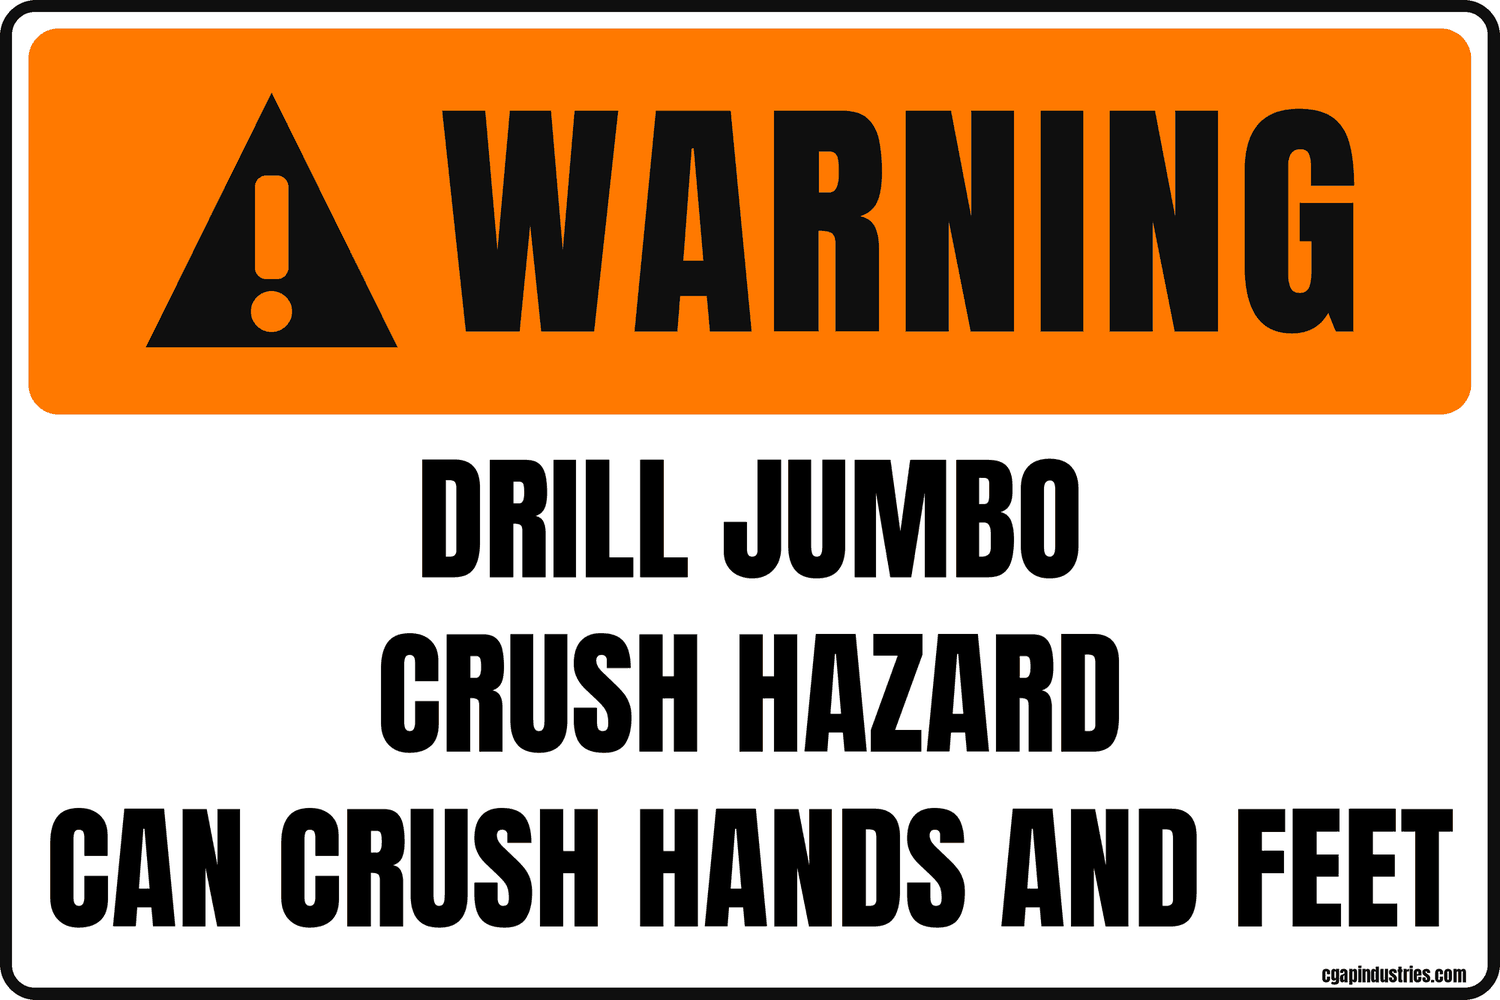 WARNING
DRILL JUMBO
CRUSH HAZARD
CAN CRUSH HANDS AND FEET
cgapindustries.com